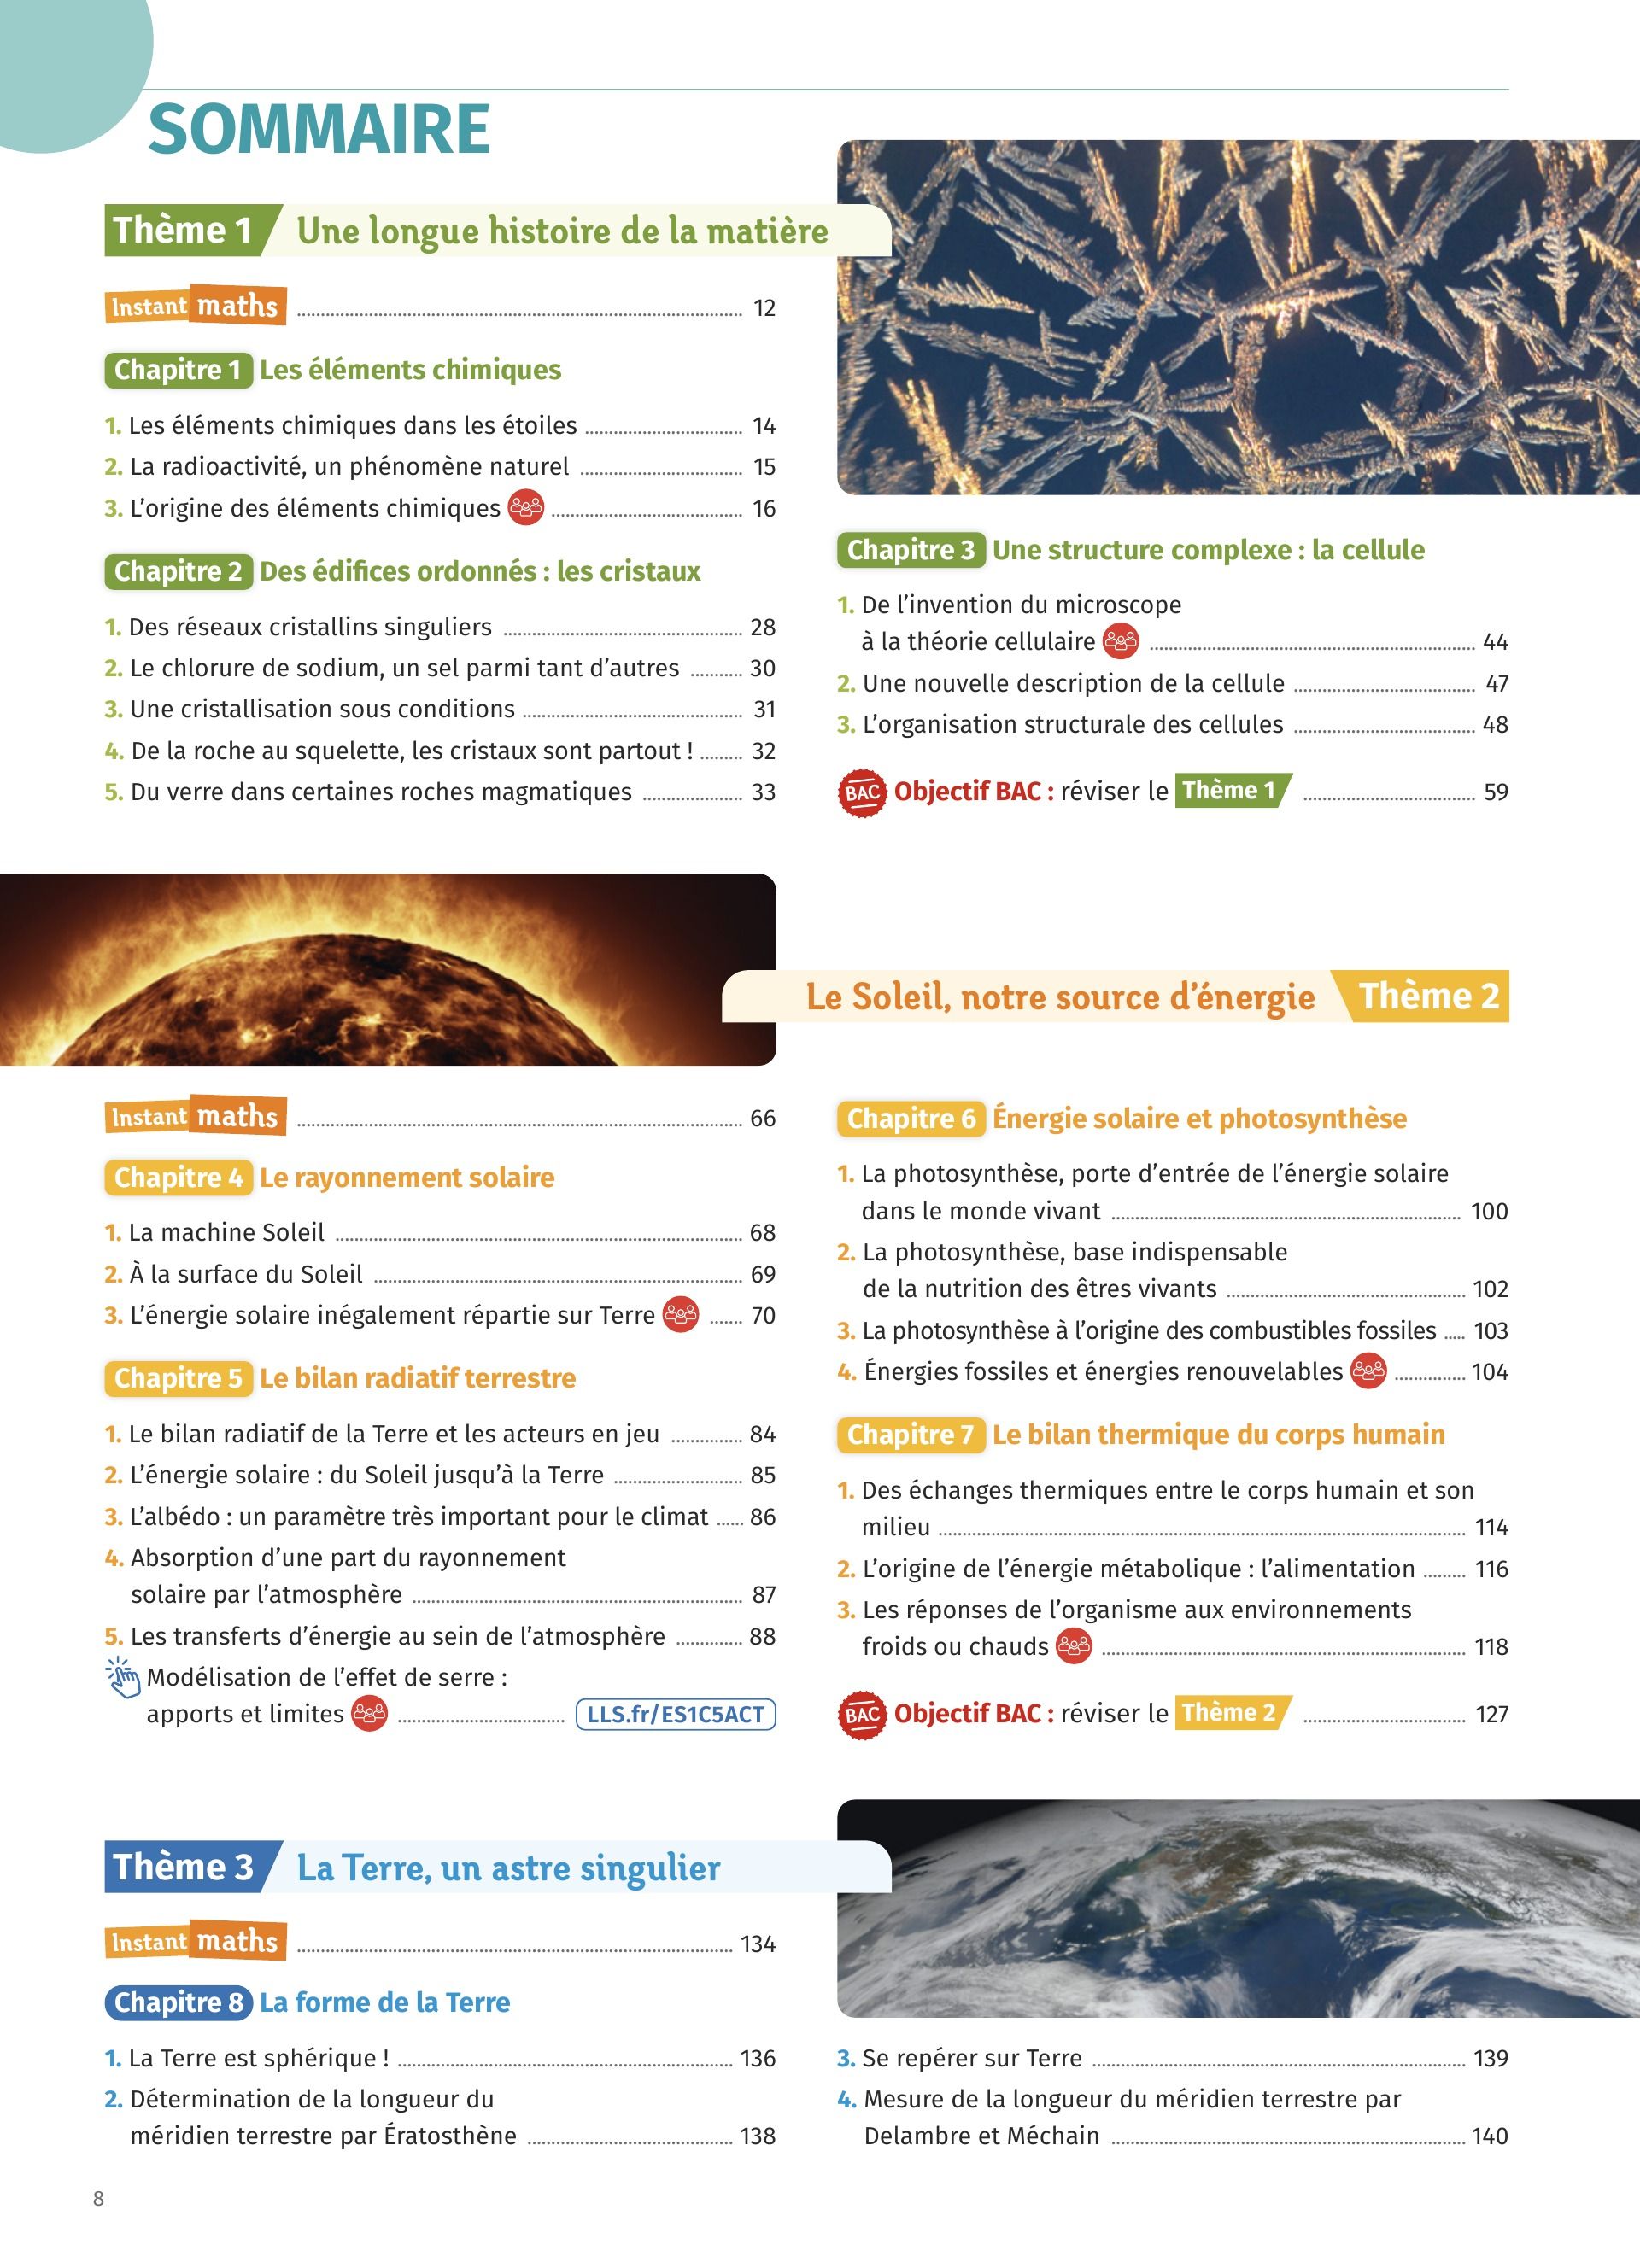 SOMMAIRE
Thème 1 Une longue histoire de la matière
Instant maths ........ 12
Chapitre 1 Les éléments chimiques
1. Les éléments chimiques dans les étoiles ........ 14
2. La radioactivité, un phénomène naturel ........ 15
3. L’origine des éléments chimiques ........ 16
Chapitre 2 Des édifices ordonnés : les cristaux
1. Des réseaux cristallins singuliers ........ 28
2. Le chlorure de sodium, un sel parmi tant d’autres ........ 30
3. Une cristallisation sous conditions ........ 31
4. De la roche au squelette, les cristaux sont partout ! ........ 32
5. Du verre dans certaines roches magmatiques ........ 33
Chapitre 3 Une structure complexe : la cellule
1. De l’invention du microscope
à la théorie cellulaire ........ 44
2. Une nouvelle description de la cellule ........ 47
3. L’organisation structurale des cellules ........ 48
BAC Objectif BAC : réviser le Thème 1 ........ 59
Le Soleil, notre source d’énergie Thème 2
Instant maths ........ 66
Chapitre 4 Le rayonnement solaire
1. La machine Soleil ........ 68
2. À la surface du Soleil ........ 69
3. L’énergie solaire inégalement répartie sur Terre ........ 70
Chapitre 5 Le bilan radiatif terrestre
1. Le bilan radiatif de la Terre et les acteurs en jeu ........ 84
2. L’énergie solaire : du Soleil jusqu’à la Terre ........ 85
3. L’albédo : un paramètre très important pour le climat ........ 86
4. Absorption d’une part du rayonnement
solaire par l’atmosphère ........ 87
5. Les transferts d’énergie au sein de l’atmosphère ........ 88
Modélisation de l’effet de serre :
apports et limites ........ LLS.fr/ES1C5ACT
Chapitre 6 Énergie solaire et photosynthèse
1. La photosynthèse, porte d’entrée de l’énergie solaire
dans le monde vivant ........ 100
2. La photosynthèse, base indispensable
de la nutrition des êtres vivants ........ 102
3. La photosynthèse à l’origine des combustibles fossiles ........ 103
4. Énergies fossiles et énergies renouvelables ........ 104
Chapitre 7 Le bilan thermique du corps humain
1. Des échanges thermiques entre le corps humain et son
milieu ........ 114
2. L’origine de l’énergie métabolique : l’alimentation ........ 116
3. Les réponses de l’organisme aux environnements
froids ou chauds ........ 118
BAC Objectif BAC : réviser le Thème 2 ........ 127
Thème 3 La Terre, un astre singulier
Instant maths ........ 134
Chapitre 8 La forme de la Terre
1. La Terre est sphérique ! ........ 136
2. Détermination de la longueur du
méridien terrestre par Ératosthène ........ 138
3. Se repérer sur Terre ........ 139
4. Mesure de la longueur du méridien terrestre par
Delambre et Méchain ........ 140
8